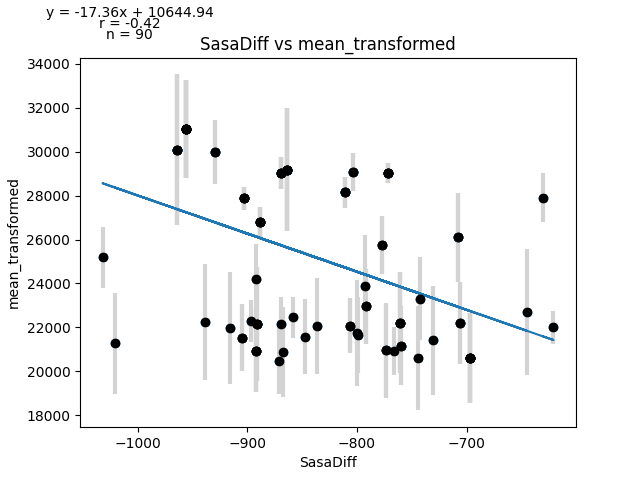 y = -17.36x + 10644.94
r = -0.42
n = 90
SasaDiff vs mean_transformed
34000
32000
30000
28000
26000
24000
22000
20000
18000
mean_transformed
−1000
−900
−800
−700
SasaDiff